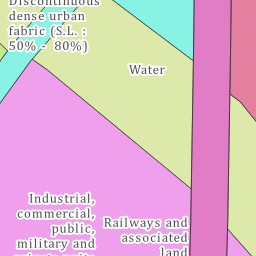 Discontinuous
dense urban
fabric (S.L. :
50% - 80%)
Water
Industrial,
commercial,
public,
military and
Railways and
associated
land